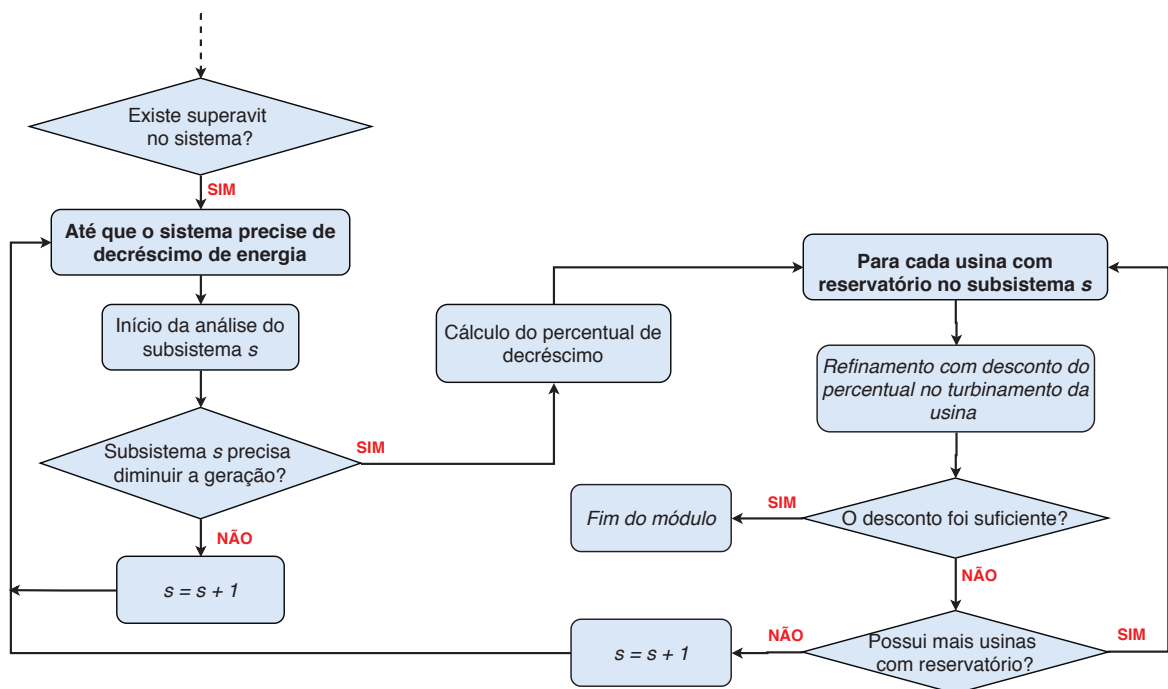 Existe superavit
no sistema?
SIM
Até que o sistema precise de
decréscimo de energia
Início da análise do
subsistema s
Subsistema s precisa
diminuir a geração?
SIM
NÃO
s = s + 1
Cálculo do percentual de
decréscimo
Para cada usina com
reservatório no subsistema s
Refinamento com desconto do
percentual no turbinamento da
usina
O desconto foi suficiente?
SIM
Fim do módulo
NÃO
Possui mais usinas
com reservatório?
SIM
NÃO
s = s + 1